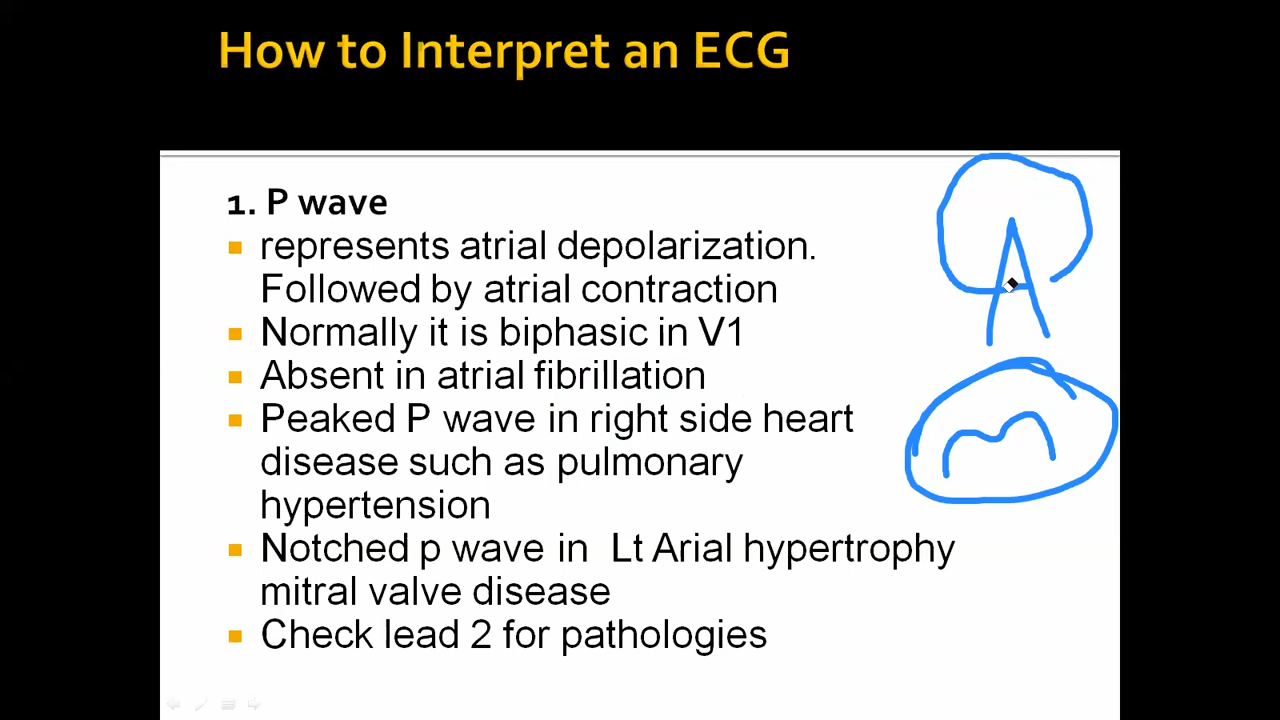 How to Interpret an ECG
1. P wave
represents atrial depolarization.
Followed by atrial contraction
Normally it is biphasic in V1
Absent in atrial fibrillation
Peaked P wave in right side heart
disease such as pulmonary
hypertension
Notched p wave in Lt Arial hypertrophy
mitral valve disease
Check lead 2 for pathologies